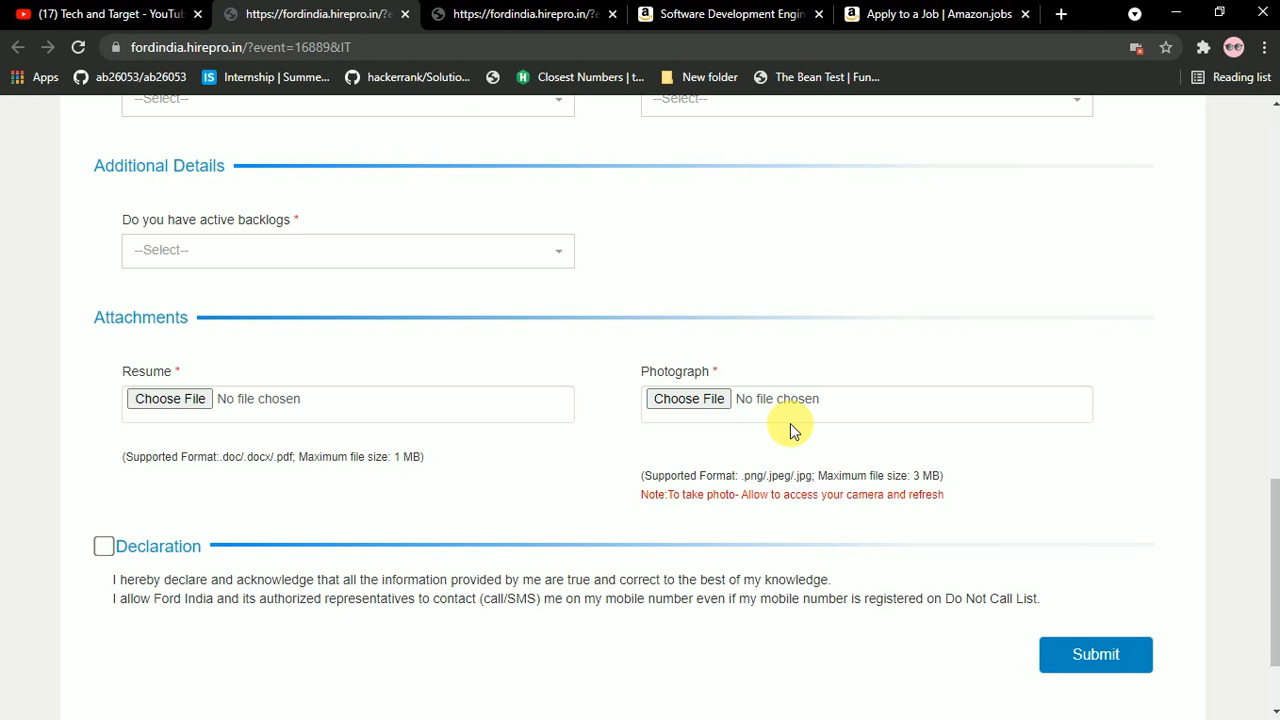 (17) Tech and Target - YouTu
https://fordindia.hirepro.in/?e
https://fordindia.hirepro.in/?e
Software Development Engin
Apply to a Job | Amazon.jobs
fordindia.hirepro.in/?event=16889&IT
Apps
ab26053/ab26053
Internship | Summe...
hackerrank/Solutio...
Closest Numbers | t...
New folder
The Bean Test | Fun...
Reading list
--Select--
--Select--
Additional Details
Do you have active backlogs *
--Select--
Attachments
Resume *
Photograph *
Choose File No file chosen
Choose File No file chosen
(Supported Format:.doc/.docx/.pdf; Maximum file size: 1 MB)
(Supported Format: .png/.jpeg/.jpg; Maximum file size: 3 MB)
Note:To take photo- Allow to access your camera and refresh
Declaration
I hereby declare and acknowledge that all the information provided by me are true and correct to the best of my knowledge.
I allow Ford India and its authorized representatives to contact (call/SMS) me on my mobile number even if my mobile number is registered on Do Not Call List.
Submit